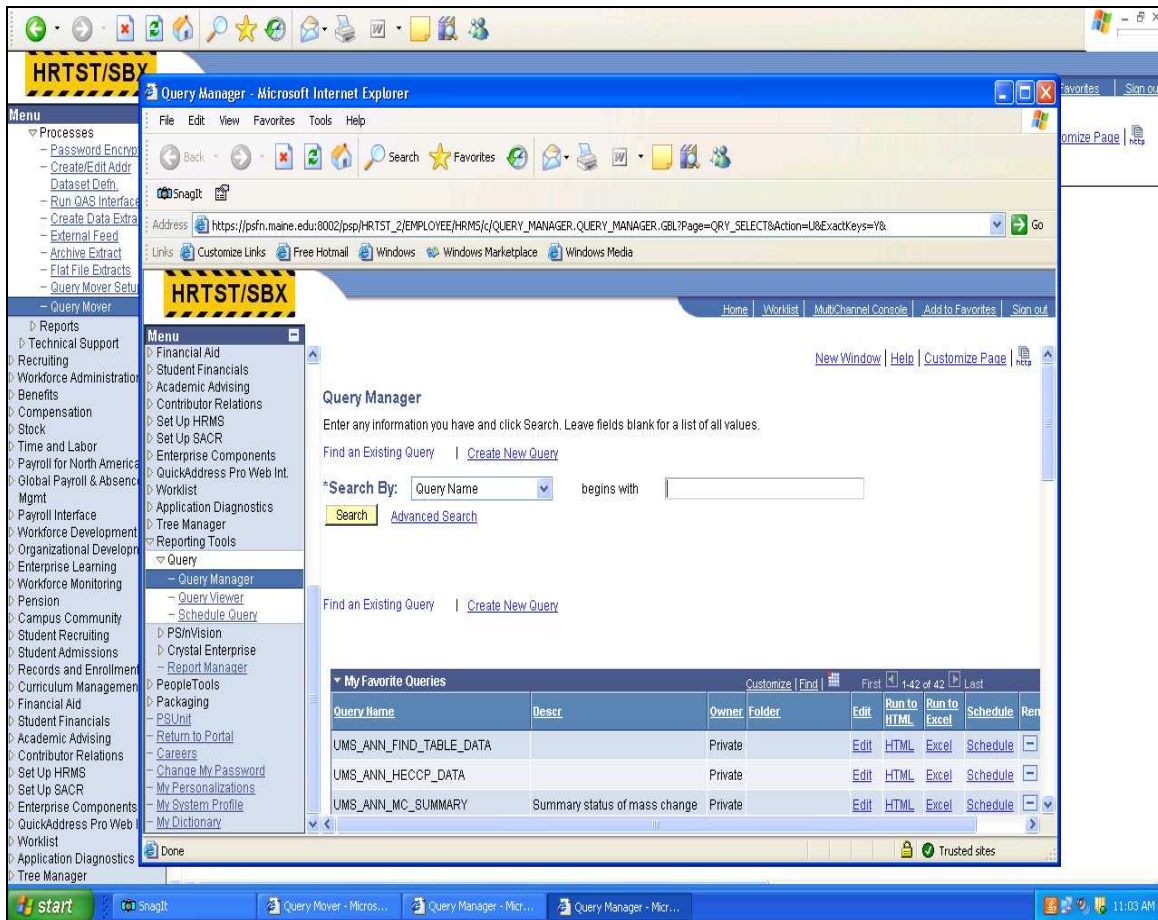 HRTST/SBX
avorites | Sign ou
omize Page | http
Menu
Processes
Password Encryp
Create/Edit Addr
Dataset Defn.
Run QAS Interface
Create Data Extra
External Feed
Archive Extract
Flat File Extracts
Query Mover Setu
Query Mover
Reports
Technical Support
Recruiting
Workforce Administration
Benefits
Compensation
Stock
Time and Labor
Payroll for North America
Global Payroll & Absenc
Mgmt
Payroll Interface
Workforce Development
Organizational Developn
Enterprise Learning
Workforce Monitoring
Pension
Campus Community
Student Recruiting
Student Admissions
Records and Enrollment
Curriculum Managemen
Financial Aid
Student Financials
Academic Advising
Contributor Relations
Set Up HRMS
Set Up SACR
Enterprise Components
QuickAddress Pro Web I
Worklist
Application Diagnostics
Tree Manager
Query Manager - Microsoft Internet Explorer
File Edit View Favorites Tools Help
Back Search Favorites
SnagIt
Address https://psfn.maine.edu:8002/psp/HRTST_2/EMPLOYEE/HRMS/c/QUERY_MANAGER.QUERY_MANAGER.GBL?Page=QRY_SELECT&Action=U&ExactKeys=Y& Go
Links Customize Links Free Hotmail Windows Windows Marketplace Windows Media
HRTST/SBX
Home | Worklist | MultiChannel Console | Add to Favorites | Sign out
Menu
Financial Aid
Student Financials
Academic Advising
Contributor Relations
Set Up HRMS
Set Up SACR
Enterprise Components
QuickAddress Pro Web Int.
Worklist
Application Diagnostics
Tree Manager
Reporting Tools
Query
Query Manager
Query Viewer
Schedule Query
PS/nVision
Crystal Enterprise
Report Manager
PeopleTools
Packaging
PSUnit
Return to Portal
Careers
Change My Password
My Personalizations
My System Profile
My Dictionary
New Window | Help | Customize Page | http
Query Manager
Enter any information you have and click Search. Leave fields blank for a list of all values.
Find an Existing Query | Create New Query
*Search By: Query Name begins with
Search Advanced Search
Find an Existing Query | Create New Query
My Favorite Queries Customize | Find | First 1-42 of 42 Last
Query Name Descr Owner Folder Edit Run to HTML Run to Excel Schedule Ren
UMS_ANN_FIND_TABLE_DATA Private Edit HTML Excel Schedule
UMS_ANN_HECCP_DATA Private Edit HTML Excel Schedule
UMS_ANN_MC_SUMMARY Summary status of mass change Private Edit HTML Excel Schedule
Done Trusted sites
start SnagIt Query Mover - Micros... Query Manager - Micr... Query Manager - Micr... 11:03 AM